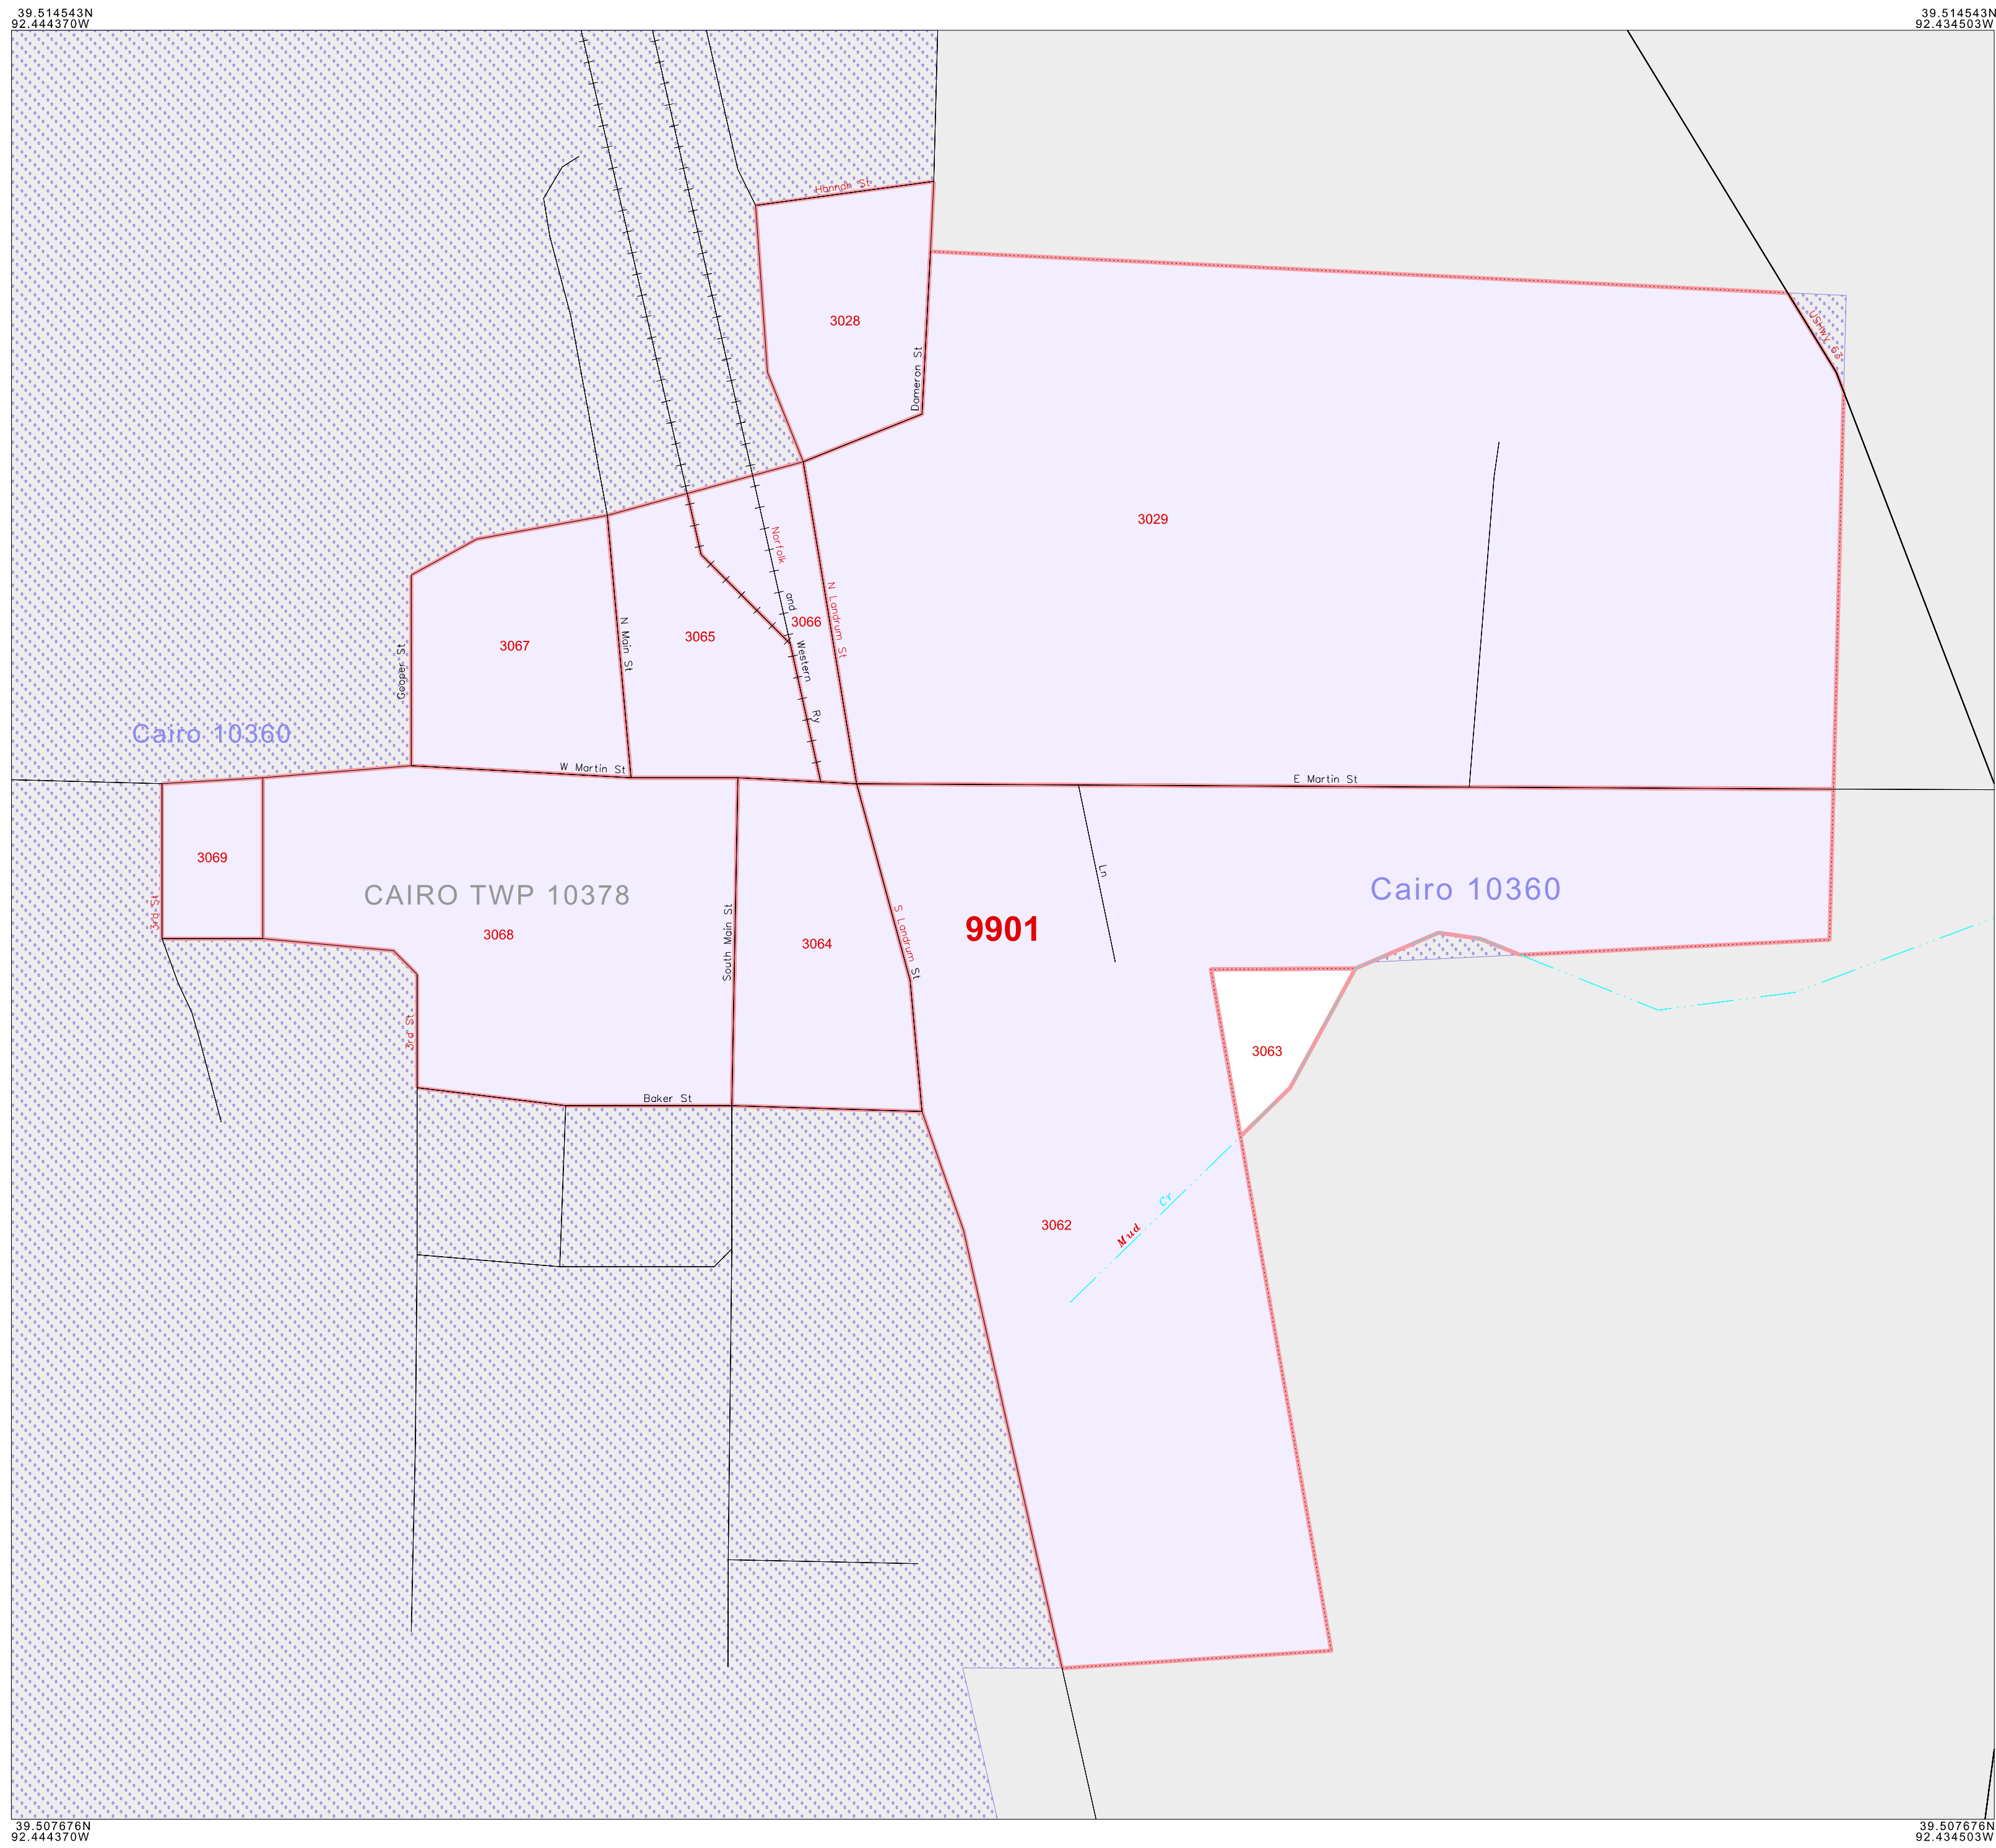 39.514543N
92.444370W
39.514543N
92.434503W
Hannah St
3028
USHwy 63
Dameron St
3029
Norfolk and Western Ry
N Landrum St
3066
3065
N Main St
3067
Cooper St
Cairo 10360
W Martin St
E Martin St
3069
3rd St
CAIRO TWP 10378
3068
South Main St
3064
S Landrum St
9901
Ln
Cairo 10360
3rd St
3063
Baker St
3062
Mud Cr
39.507676N
92.444370W
39.507676N
92.434503W